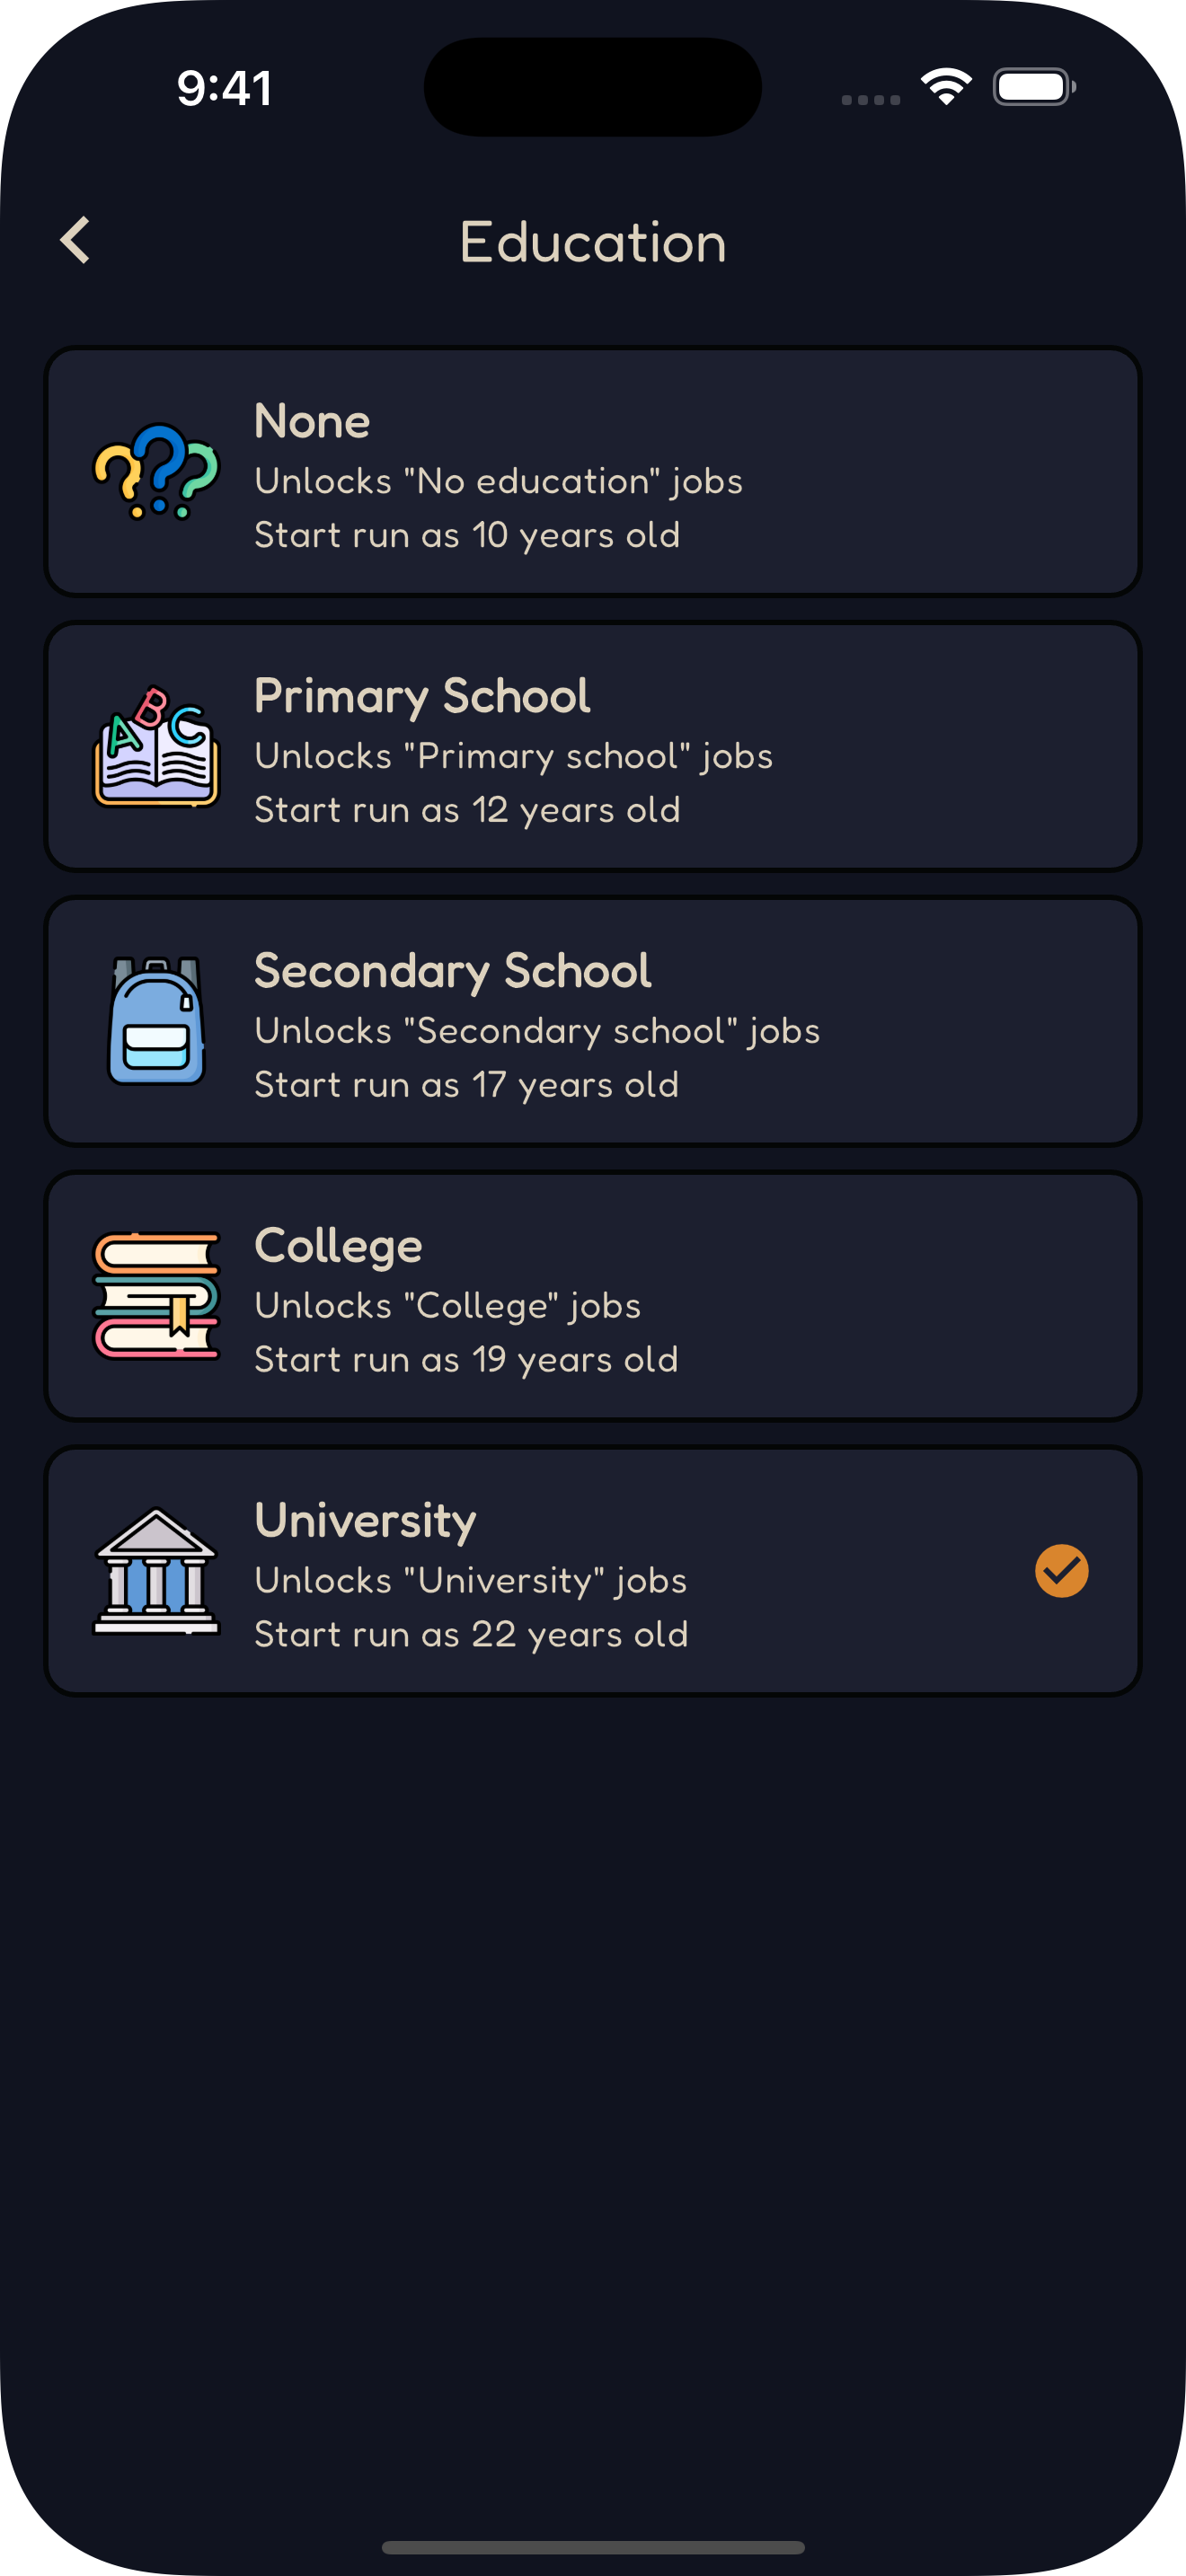 9:41
Education
None
Unlocks "No education" jobs
Start run as 10 years old
A B C
Primary School
Unlocks "Primary school" jobs
Start run as 12 years old
Secondary School
Unlocks "Secondary school" jobs
Start run as 17 years old
College
Unlocks "College" jobs
Start run as 19 years old
University
Unlocks "University" jobs
Start run as 22 years old